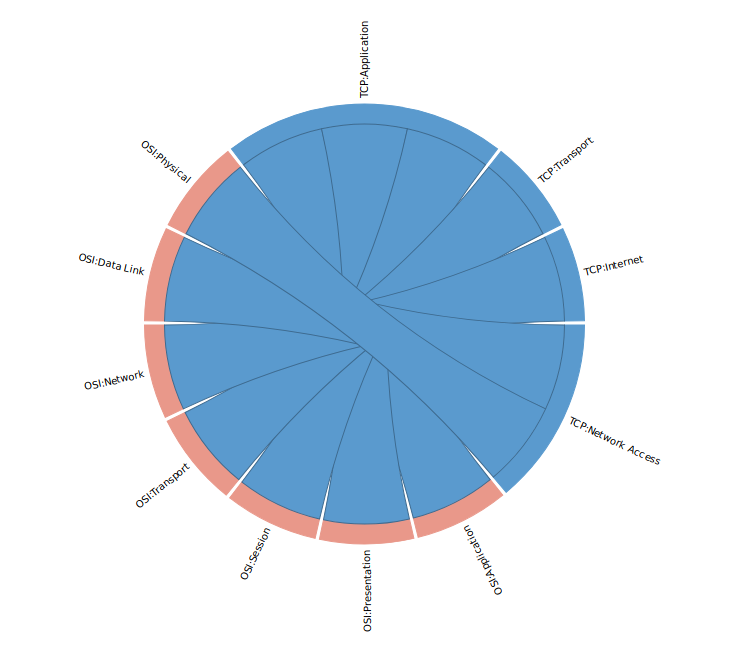 TCP:Application
TCP:Transport
TCP:Internet
TCP:Network Access
OSI:Application
OSI:Presentation
OSI:Session
OSI:Transport
OSI:Network
OSI:Data Link
OSI:Physical